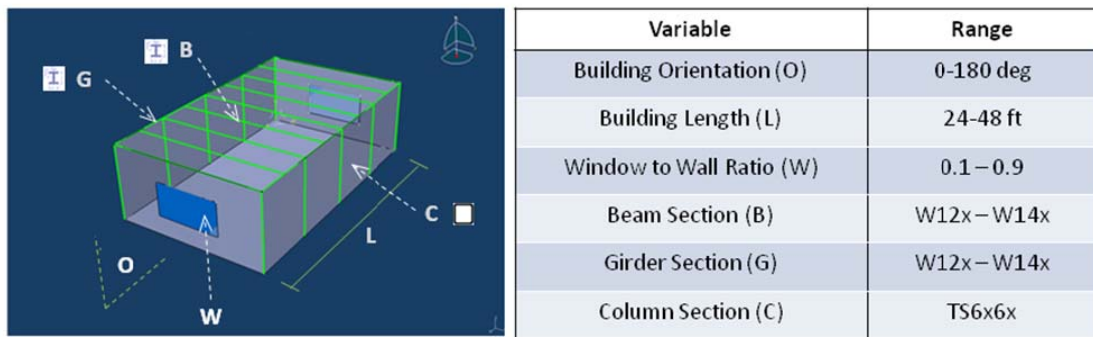 G
B
C
L
O
W
Variable Range
Building Orientation (O) 0-180 deg
Building Length (L) 24-48 ft
Window to Wall Ratio (W) 0.1 – 0.9
Beam Section (B) W12x – W14x
Girder Section (G) W12x – W14x
Column Section (C) TS6x6x